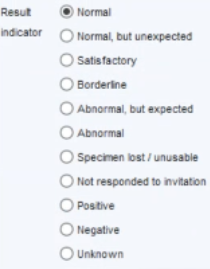 Result
indicator
Normal
Normal, but unexpected
Satisfactory
Borderline
Abnormal, but expected
Abnormal
Specimen lost / unusable
Not responded to invitation
Positive
Negative
Unknown